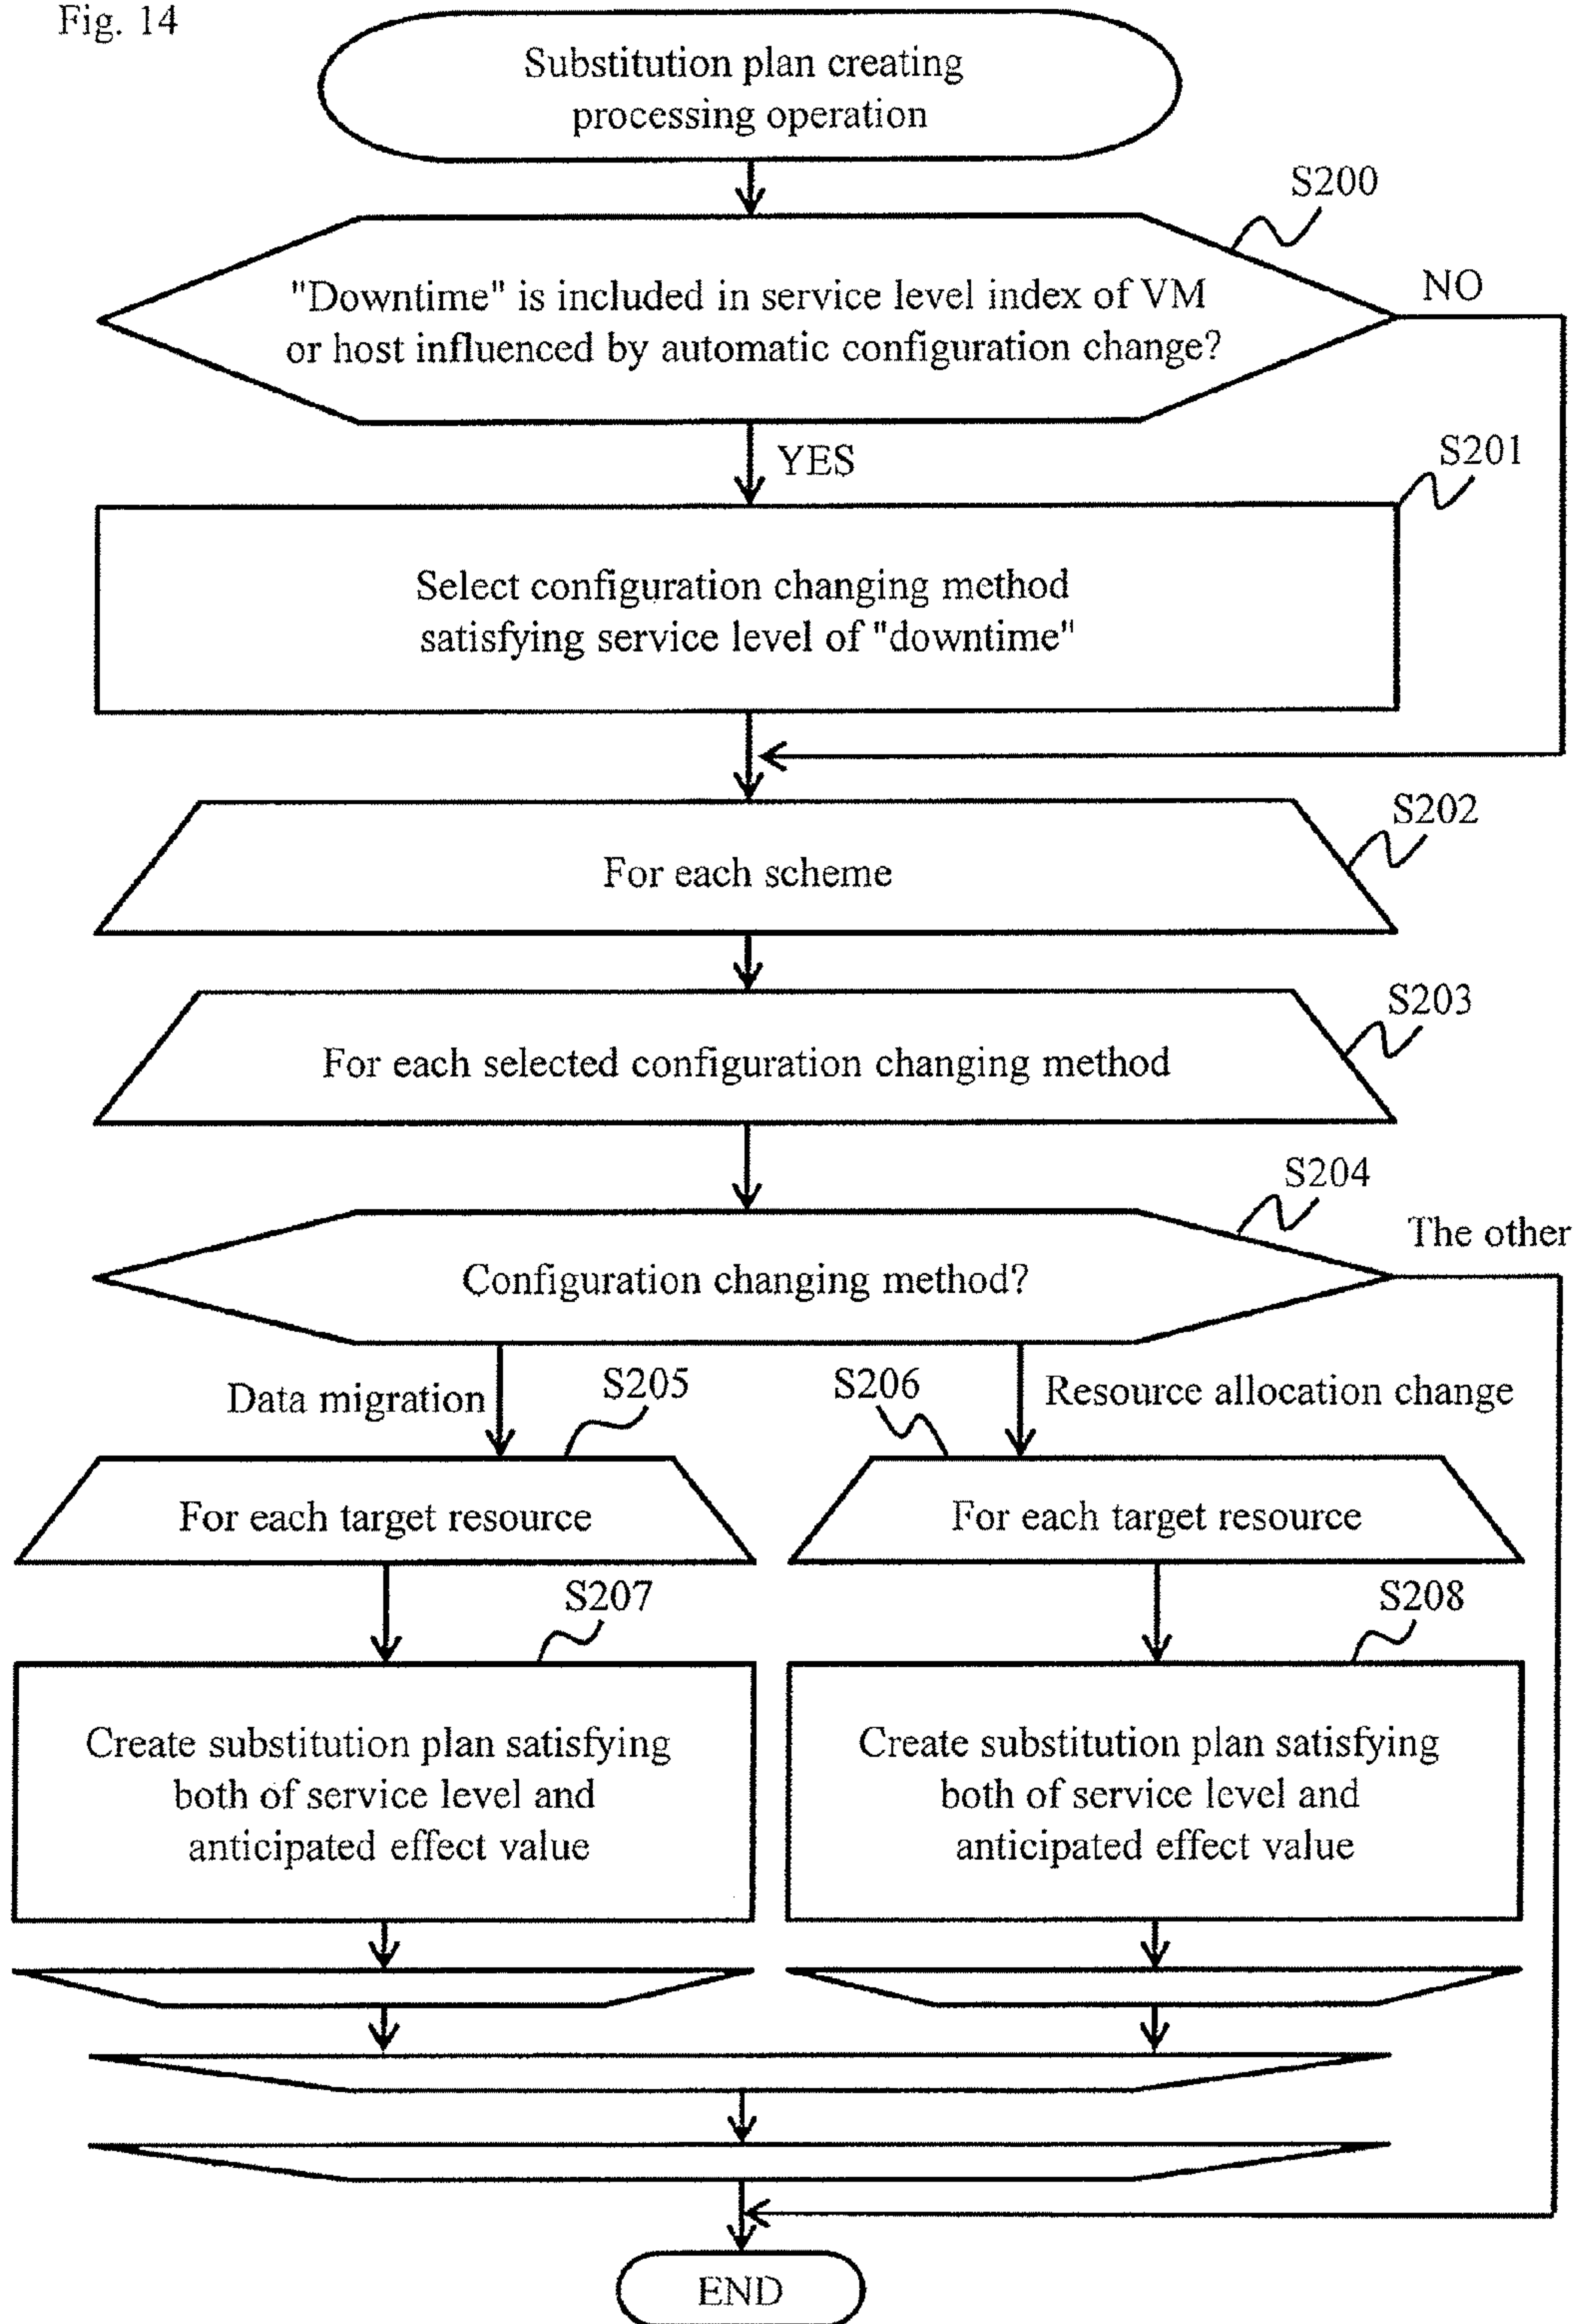 Fig. 14
Substitution plan creating
processing operation
S200
"Downtime" is included in service level index of VM
or host influenced by automatic configuration change?
NO
YES
S201
Select configuration changing method
satisfying service level of "downtime"
S202
For each scheme
S203
For each selected configuration changing method
S204
The other
Configuration changing method?
Data migration
S205
S206
Resource allocation change
For each target resource
For each target resource
S207
S208
Create substitution plan satisfying
both of service level and
anticipated effect value
Create substitution plan satisfying
both of service level and
anticipated effect value
END